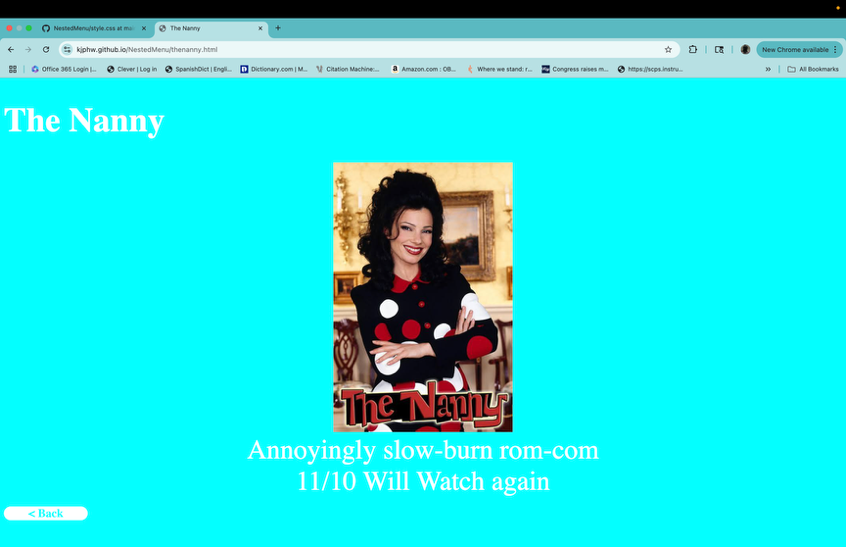 NestedMenu/style.css at mai
The Nanny
kjphw.github.io/NestedMenu/thenanny.html
New Chrome available
Office 365 Login |...
Clever | Log in
SpanishDict | Engli...
Dictionary.com | M...
Citation Machine:...
Amazon.com : OB...
Where we stand: r...
Congress raises m...
https://scps.instru...
All Bookmarks
The Nanny
The Nanny
Annoyingly slow-burn rom-com
11/10 Will Watch again
< Back